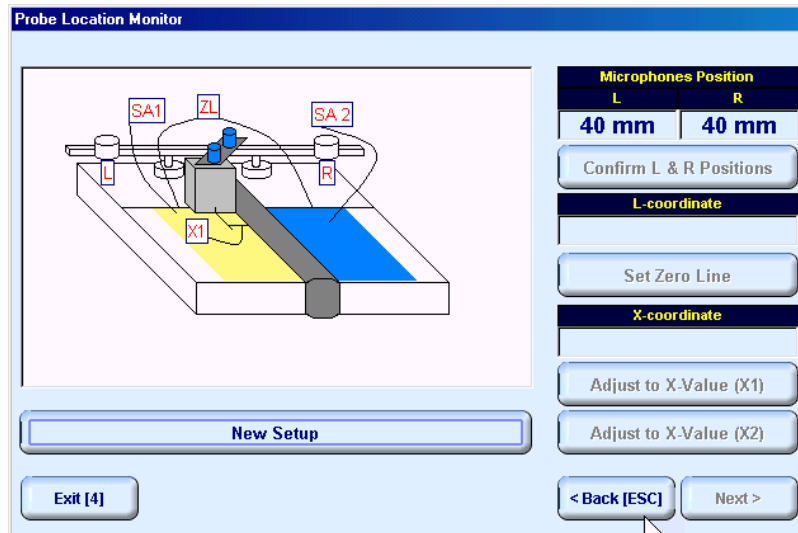 Probe Location Monitor
SA1
ZL
SA 2
L
R
X1
Microphones Position
L R
40 mm 40 mm
Confirm L & R Positions
L-coordinate
Set Zero Line
X-coordinate
Adjust to X-Value (X1)
Adjust to X-Value (X2)
New Setup
Exit [4]
< Back [ESC]
Next >